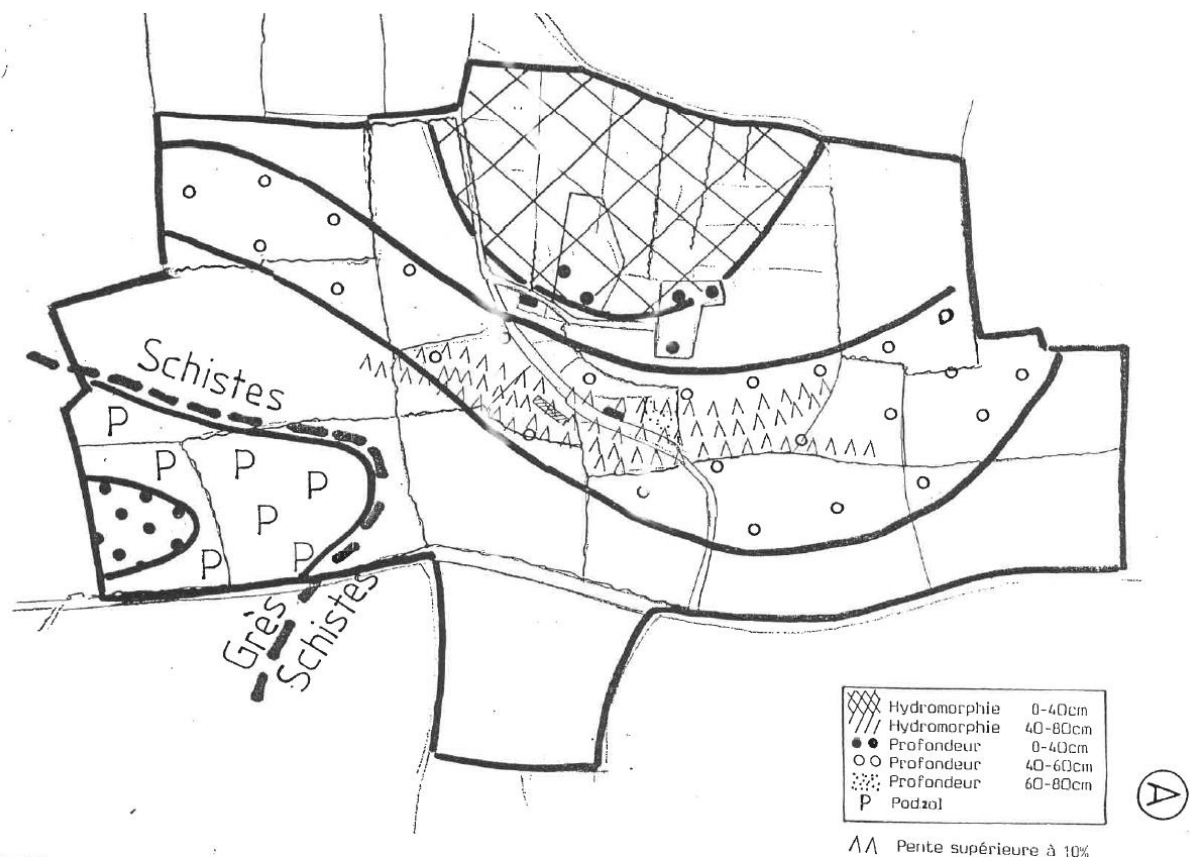 Schistes
P
P
P
P
P
P
P
Grès
Schistes
Hydromorphie 0-40cm
Hydromorphie 40-80cm
Profondeur 0-40cm
Profondeur 40-60cm
Profondeur 60-80cm
P Podzol
Pente supérieure à 10%
A